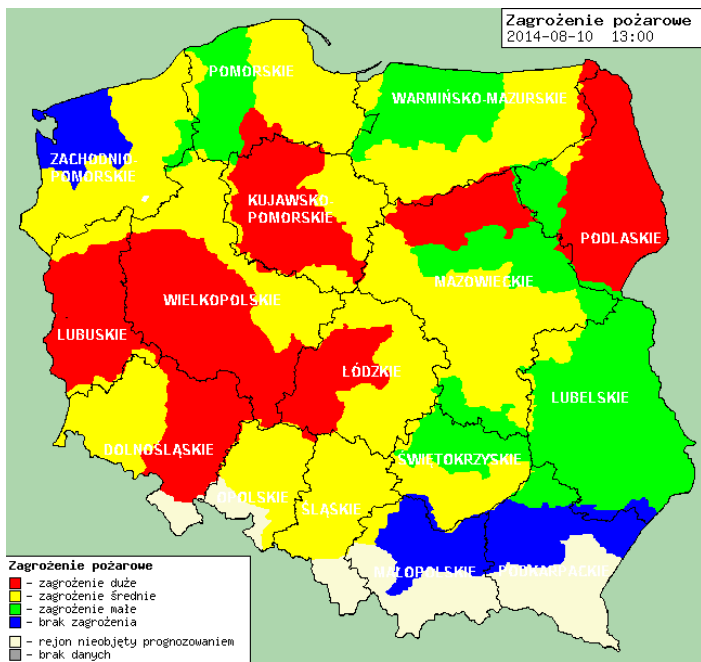 Zagrożenie pożarowe
2014-08-10 13:00
POMORSKIE
WARMIŃSKO-MAZURSKIE
ZACHODNIO-
POMORSKIE
KUJAWSKO-
POMORSKIE
PODLASKIE
MAZOWIECKIE
WIELKOPOLSKIE
LUBUSKIE
ŁÓDZKIE
LUBELSKIE
DOLNOŚLĄSKIE
ŚWIĘTOKRZYSKIE
OPOLSKIE
ŚLĄSKIE
MAŁOPOLSKIE
PODKARPACKIE
Zagrożenie pożarowe
- zagrożenie duże
- zagrożenie średnie
- zagrożenie małe
- brak zagrożenia
- rejon nieobjęty prognozowaniem
- brak danych